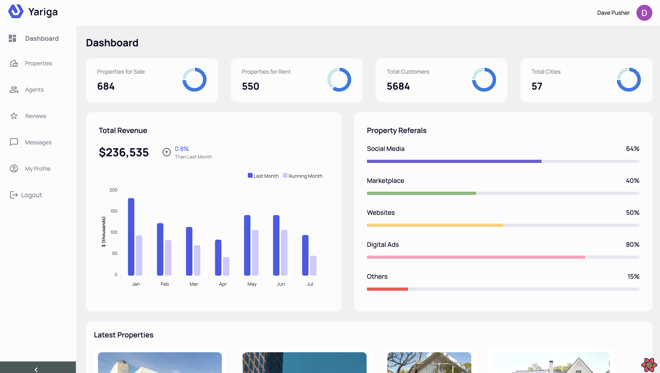 Yariga
Dave Pusher
D
Dashboard
Properties
Agents
Reviews
Messages
My Profile
Logout
Dashboard
Properties for Sale
684
Properties for Rent
550
Total Customers
5684
Total Cities
57
Total Revenue
$236,535
0.8%
Than Last Month
Last Month
Running Month
$ (thousands)
200
150
100
50
0
Jan
Feb
Mar
Apr
May
Jun
Jul
Property Referals
Social Media
64%
Marketplace
40%
Websites
50%
Digital Ads
80%
Others
15%
Latest Properties